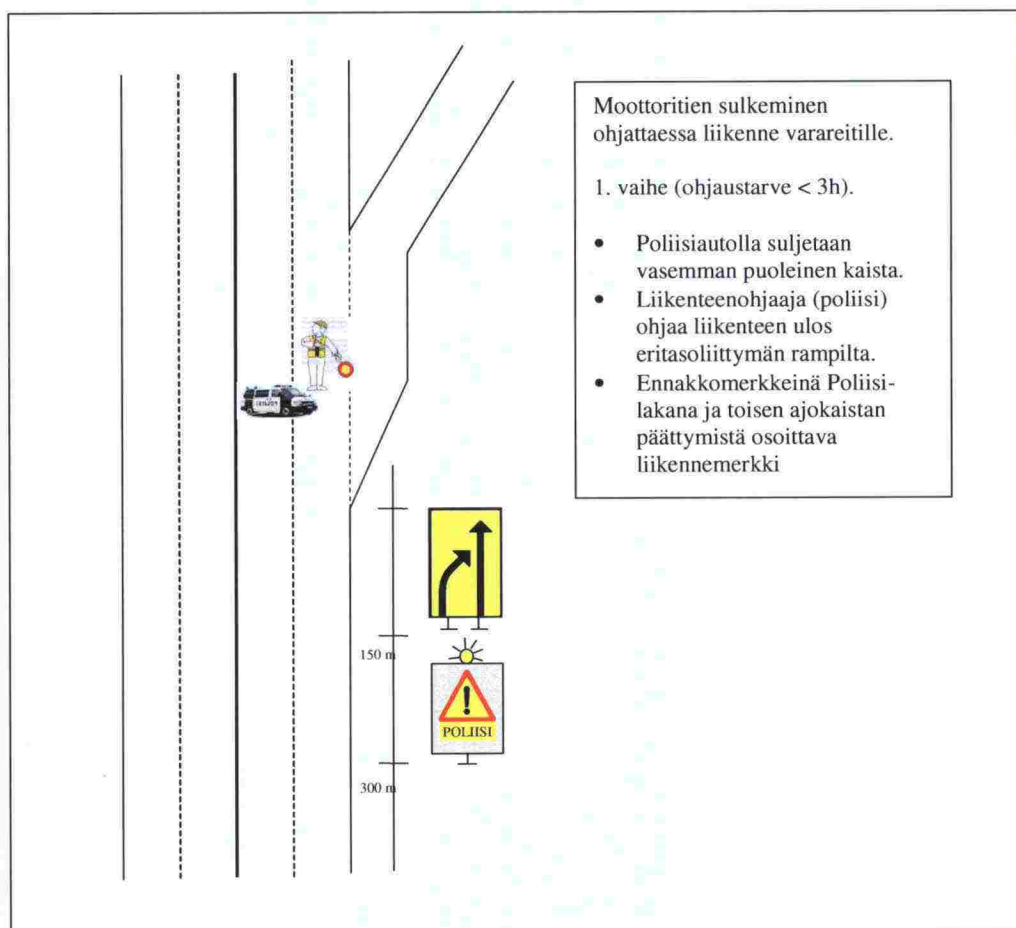 Moottoritien sulkeminen
ohjattaessa liikenne varareitille.
1. vaihe (ohjaustarve < 3h).
• Poliisiautolla suljetaan
vasemman puoleinen kaista.
• Liikenteenohjaaja (poliisi)
ohjaa liikenteen ulos
eritasoliittymän rampilta.
• Ennakkomerkkeinä Poliisi-
lakana ja toisen ajokaistan
päättymistä osoittava
liikennemerkki
150 m
POLIISI
300 m